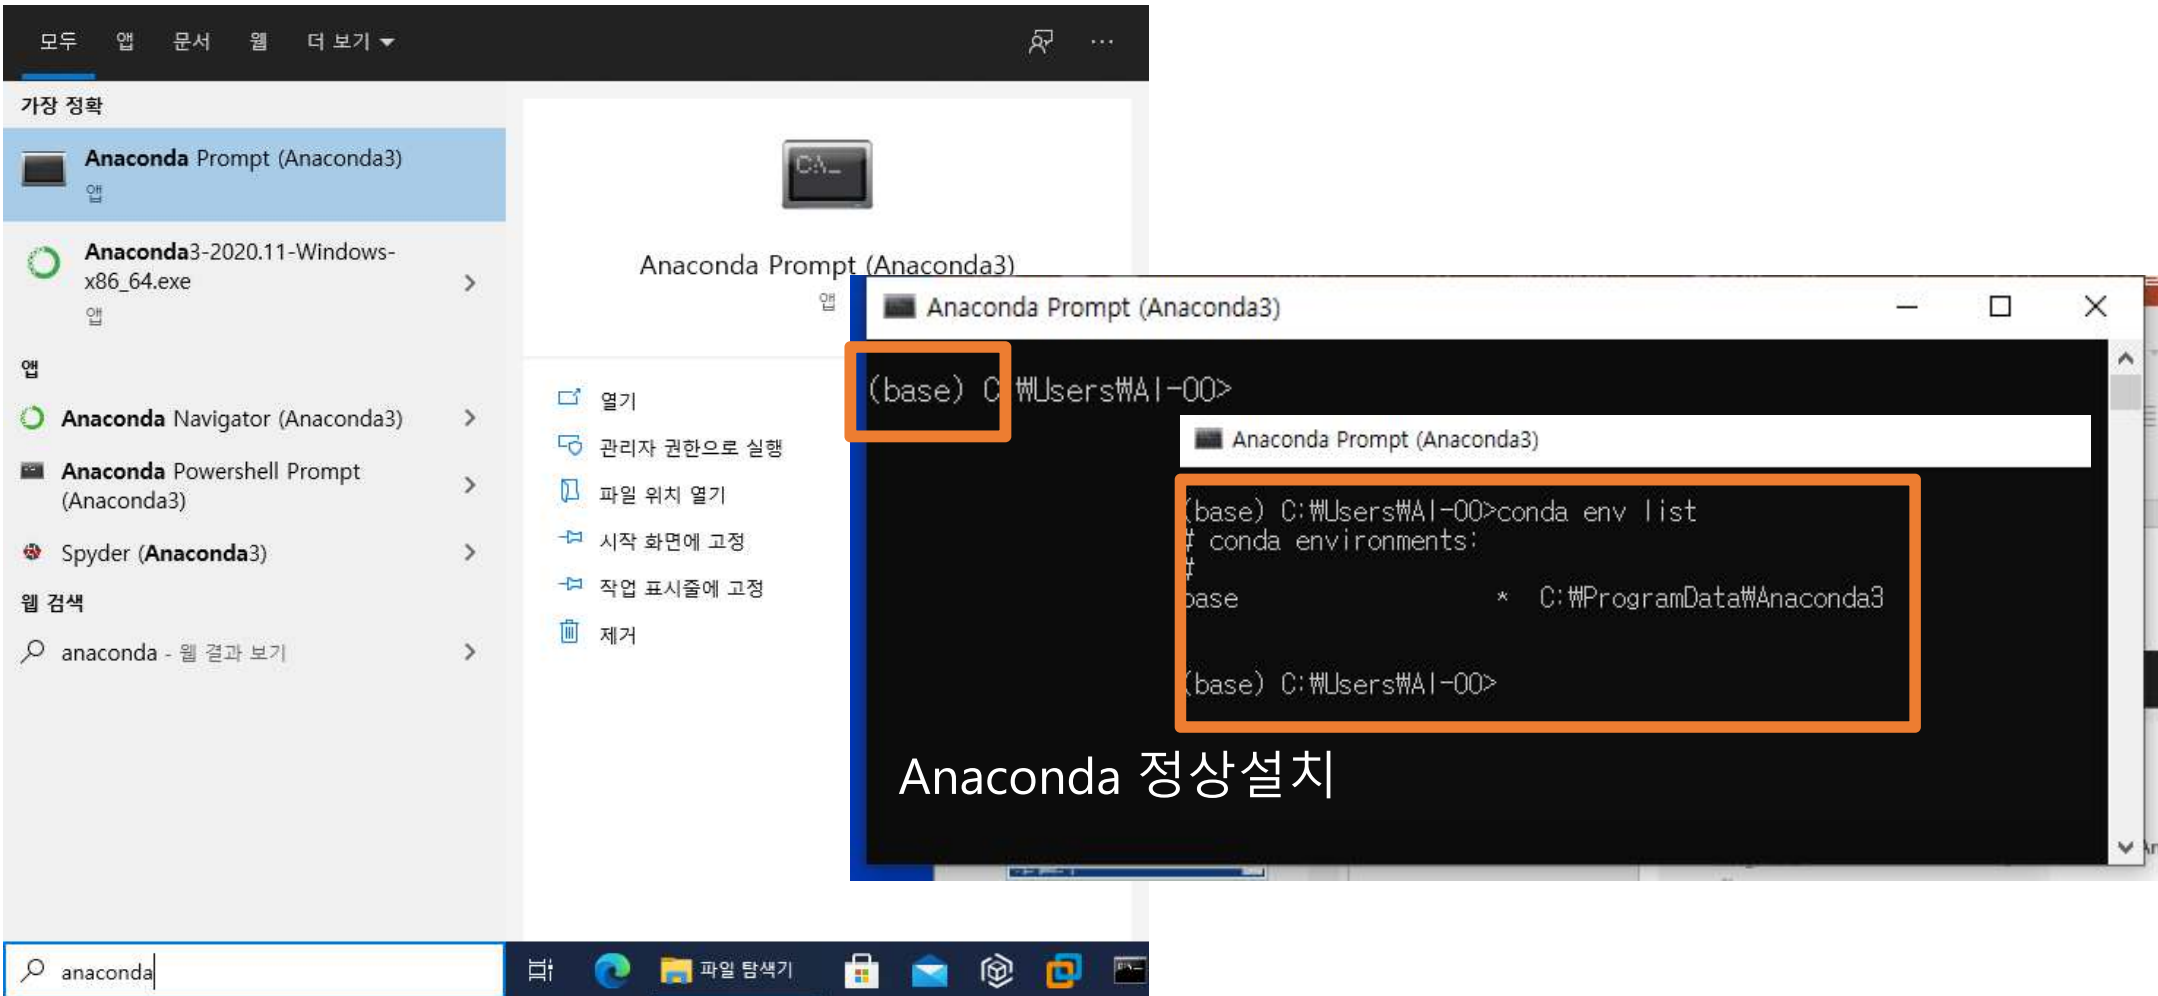 모두 앱 문서 웹 더 보기
가장 정확
Anaconda Prompt (Anaconda3)
앱
Anaconda3-2020.11-Windows-
x86_64.exe
앱
앱
Anaconda Navigator (Anaconda3)
Anaconda Powershell Prompt
(Anaconda3)
Spyder (Anaconda3)
웹 검색
anaconda - 웹 결과 보기
anaconda
C:\_
Anaconda Prompt (Anaconda3)
앱
열기
관리자 권한으로 실행
파일 위치 열기
시작 화면에 고정
작업 표시줄에 고정
제거
파일 탐색기
Anaconda Prompt (Anaconda3)
(base) C:₩Users₩AI-00>
Anaconda Prompt (Anaconda3)
(base) C:₩Users₩AI-00>conda env list
# conda environments:
#
base * C:₩ProgramData₩Anaconda3
(base) C:₩Users₩AI-00>
Anaconda 정상설치